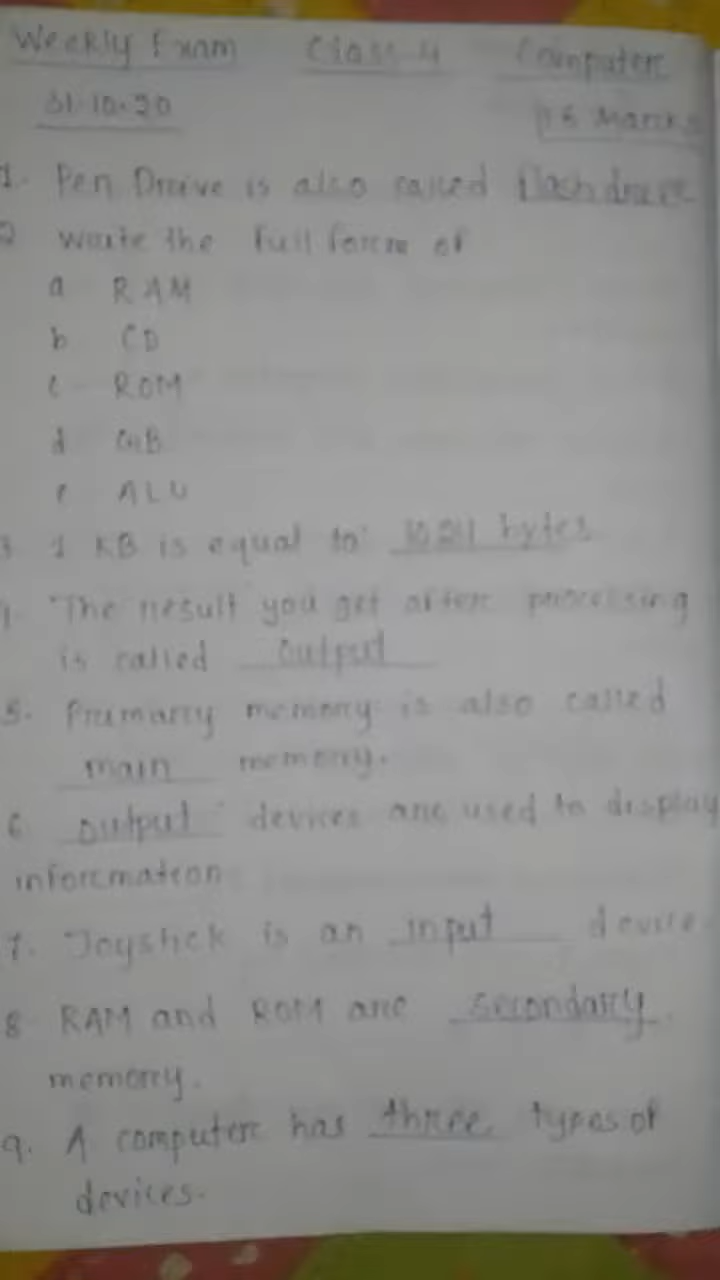 Weekly Exam Class-4 Computer
31-10-20
15 Marks
1. Pen Drive is also called flash drive
2 Write the full form of
a RAM
b CD
c ROM
d GB
e ALU
3 1 KB is equal to 1024 bytes
4. The result you get after processing
is called output
5. Primary memory is also called
main memory.
6. output devices are used to display
information
7. Joystick is an input device.
8 RAM and ROM are secondary
memory.
9. A computer has three types of
devices.